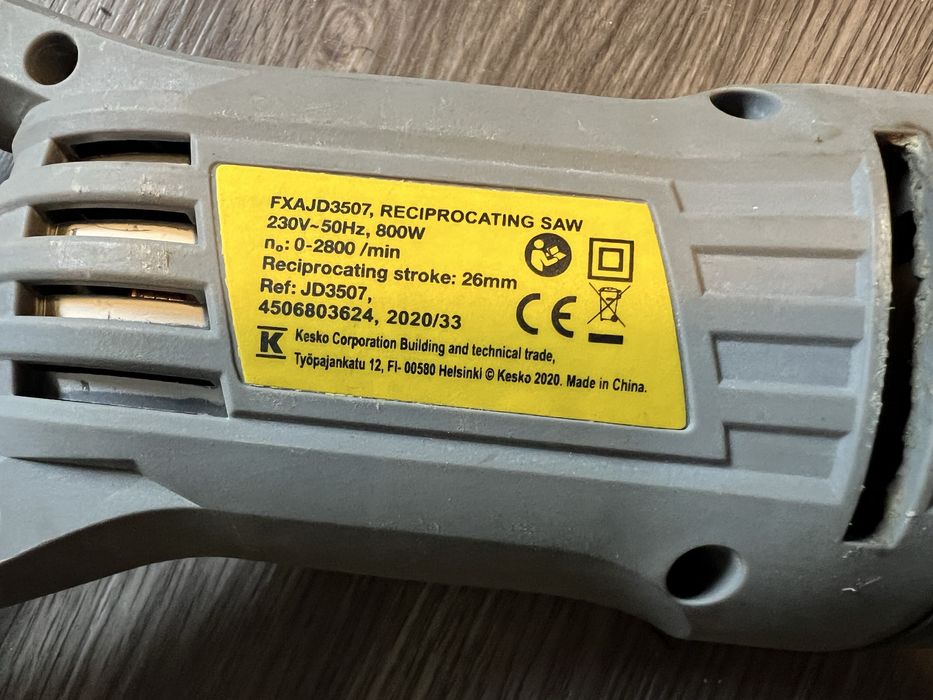 FXAJD3507, RECIPROCATING SAW
230V~50Hz, 800W
n₀: 0-2800 /min
Reciprocating stroke: 26mm
Ref: JD3507,
4506803624, 2020/33
CE
K
Kesko Corporation Building and technical trade,
Työpajankatu 12, FI- 00580 Helsinki © Kesko 2020. Made in China.